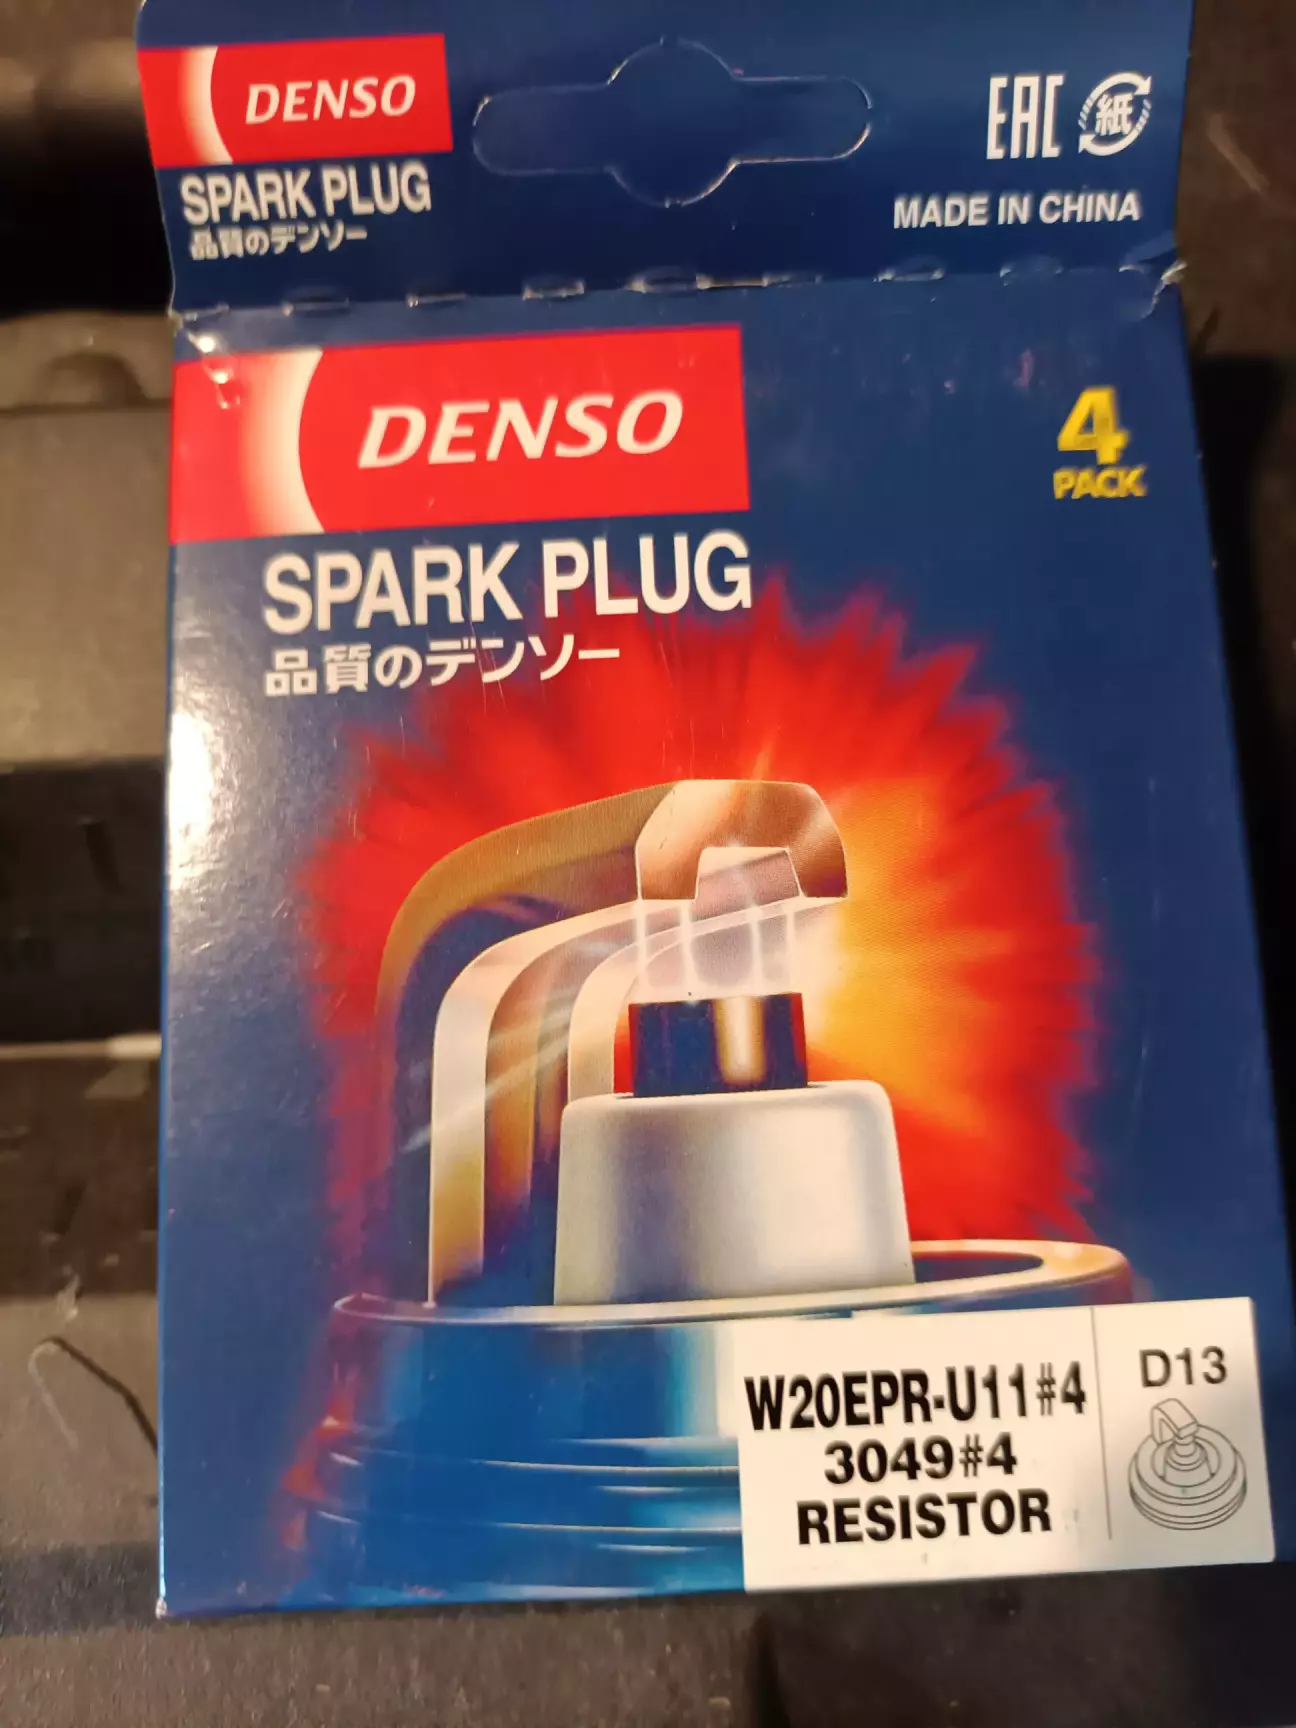 DENSO
SPARK PLUG
品質のデンソー
EAC 紙
MADE IN CHINA
DENSO
4
PACK
SPARK PLUG
品質のデンソー
W20EPR-U11#4
3049#4
RESISTOR
D13